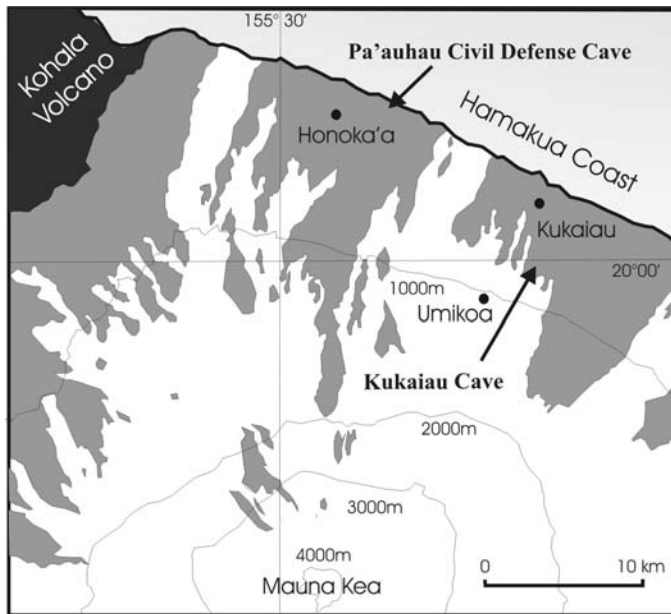 155° 30'
Pa'auhau Civil Defense Cave
Kohala
Volcano
Hamakua Coast
Honoka'a
Kukaiau
20°00'
1000m
Umikoa
Kukaiau Cave
2000m
3000m
4000m
Mauna Kea
0 10 km